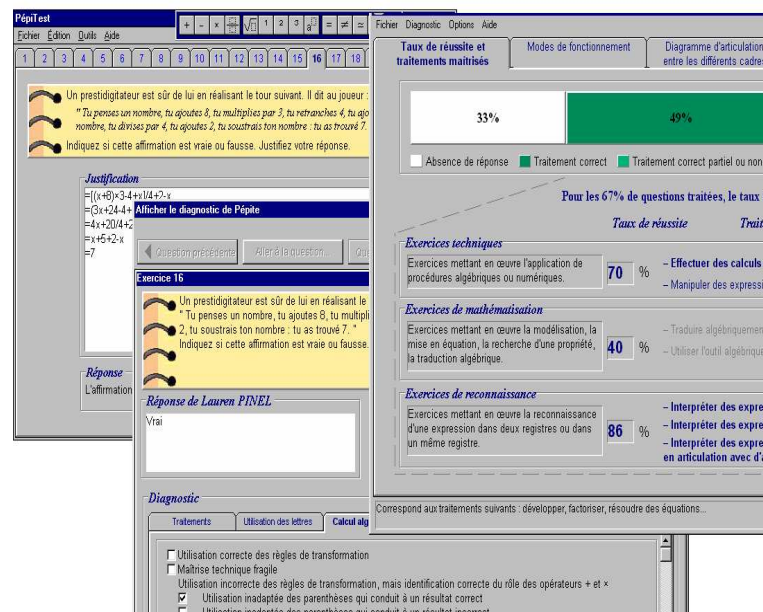 PépiTest
Fichier Édition Outils Aide
+ - × √ 1 2 3 = ≠ ≃
1 2 3 4 5 6 7 8 9 10 11 12 13 14 15 16 17 18
Un prestidigitateur est sûr de lui en réalisant le tour suivant. Il dit au joueur :
" Tu penses un nombre, tu ajoutes 8, tu multiplies par 3, tu retranches 4, tu ajo
nombre, tu divises par 4, tu ajoutes 2, tu soustrais ton nombre : tu as trouvé 7.
Indiquez si cette affirmation est vraie ou fausse. Justifiez votre réponse.
Justification
=[(x+8)×3-4+x]/4+2-x
=(3x+24-4+
=4x+20/4+2
=x+5+2-x
=7
Réponse
L'affirmation
Afficher le diagnostic de Pépite
Question précédente
Aller à la question...
Que
Exercice 16
Un prestidigitateur est sûr de lui en réalisant le
" Tu penses un nombre, tu ajoutes 8, tu multipli
2, tu soustrais ton nombre : tu as trouvé 7. "
Indiquez si cette affirmation est vraie ou fausse.
Réponse de Lauren PINEL
Vrai
Diagnostic
Traitements
Utilisation des lettres
Calcul alg
Utilisation correcte des règles de transformation
Maîtrise technique fragile
Utilisation incorrecte des règles de transformation, mais identification correcte du rôle des opérateurs + et ×
Utilisation inadaptée des parenthèses qui conduit à un résultat correct
Utilisation inadaptée des parenthèses qui conduit à un résultat incorrect
Fichier Diagnostic Options Aide
Taux de réussite et
traitements maîtrisés
Modes de fonctionnement
Diagramme d'articulation
entre les différents cadres
33%
49%
Absence de réponse
Traitement correct
Traitement correct partiel ou non
Pour les 67% de questions traitées, le taux
Taux de réussite
Trait
Exercices techniques
Exercices mettant en œuvre l'application de
procédures algébriques ou numériques.
70 %
– Effectuer des calculs
– Manipuler des expressi
Exercices de mathématisation
Exercices mettant en œuvre la modélisation, la
mise en équation, la recherche d'une propriété,
la traduction algébrique.
40 %
– Traduire algébriquemen
– Utiliser l'outil algébrique
Exercices de reconnaissance
Exercices mettant en œuvre la reconnaissance
d'une expression dans deux registres ou dans
un même registre.
86 %
– Interpréter des expre
– Interpréter des expre
– Interpréter des expre
en articulation avec d'a
Correspond aux traitements suivants : développer, factoriser, résoudre des équations...